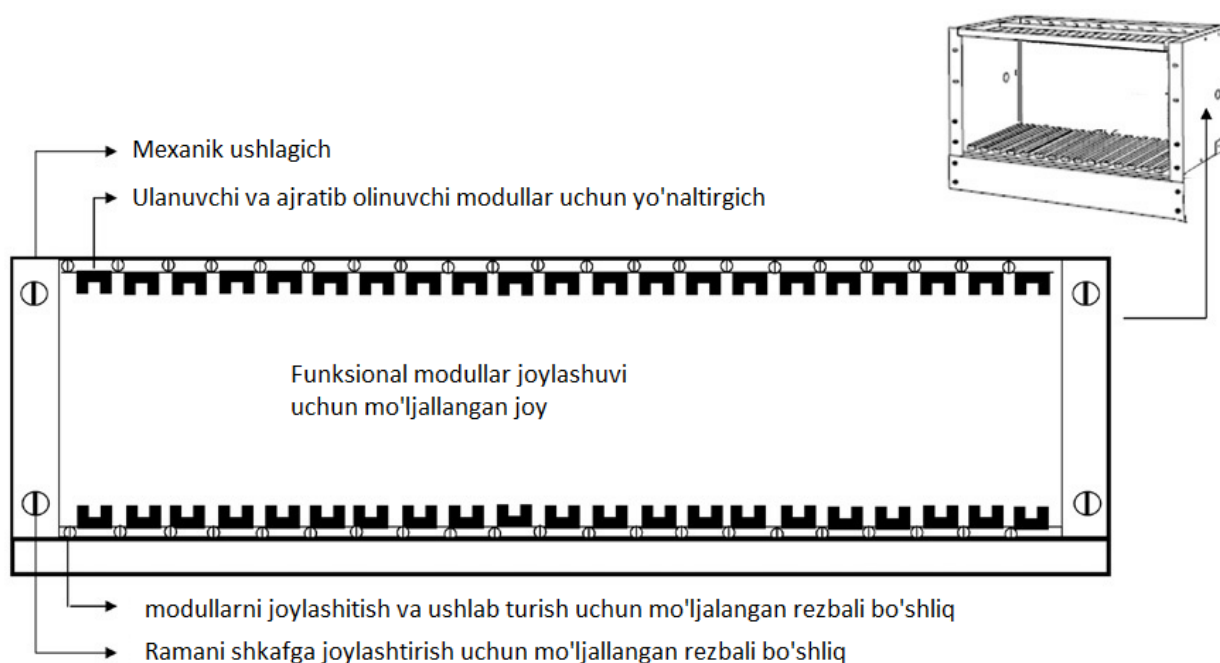 Mexanik ushlagich
Ulanuvchi va ajratib olinuvchi modullar uchun yo'naltirgich
Funksional modullar joylashuvi
uchun mo'ljallangan joy
modullarni joylashitish va ushlab turish uchun mo'ljalangan rezbali bo'shliq
Ramani shkafga joylashtirish uchun mo'ljallangan rezbali bo'shliq